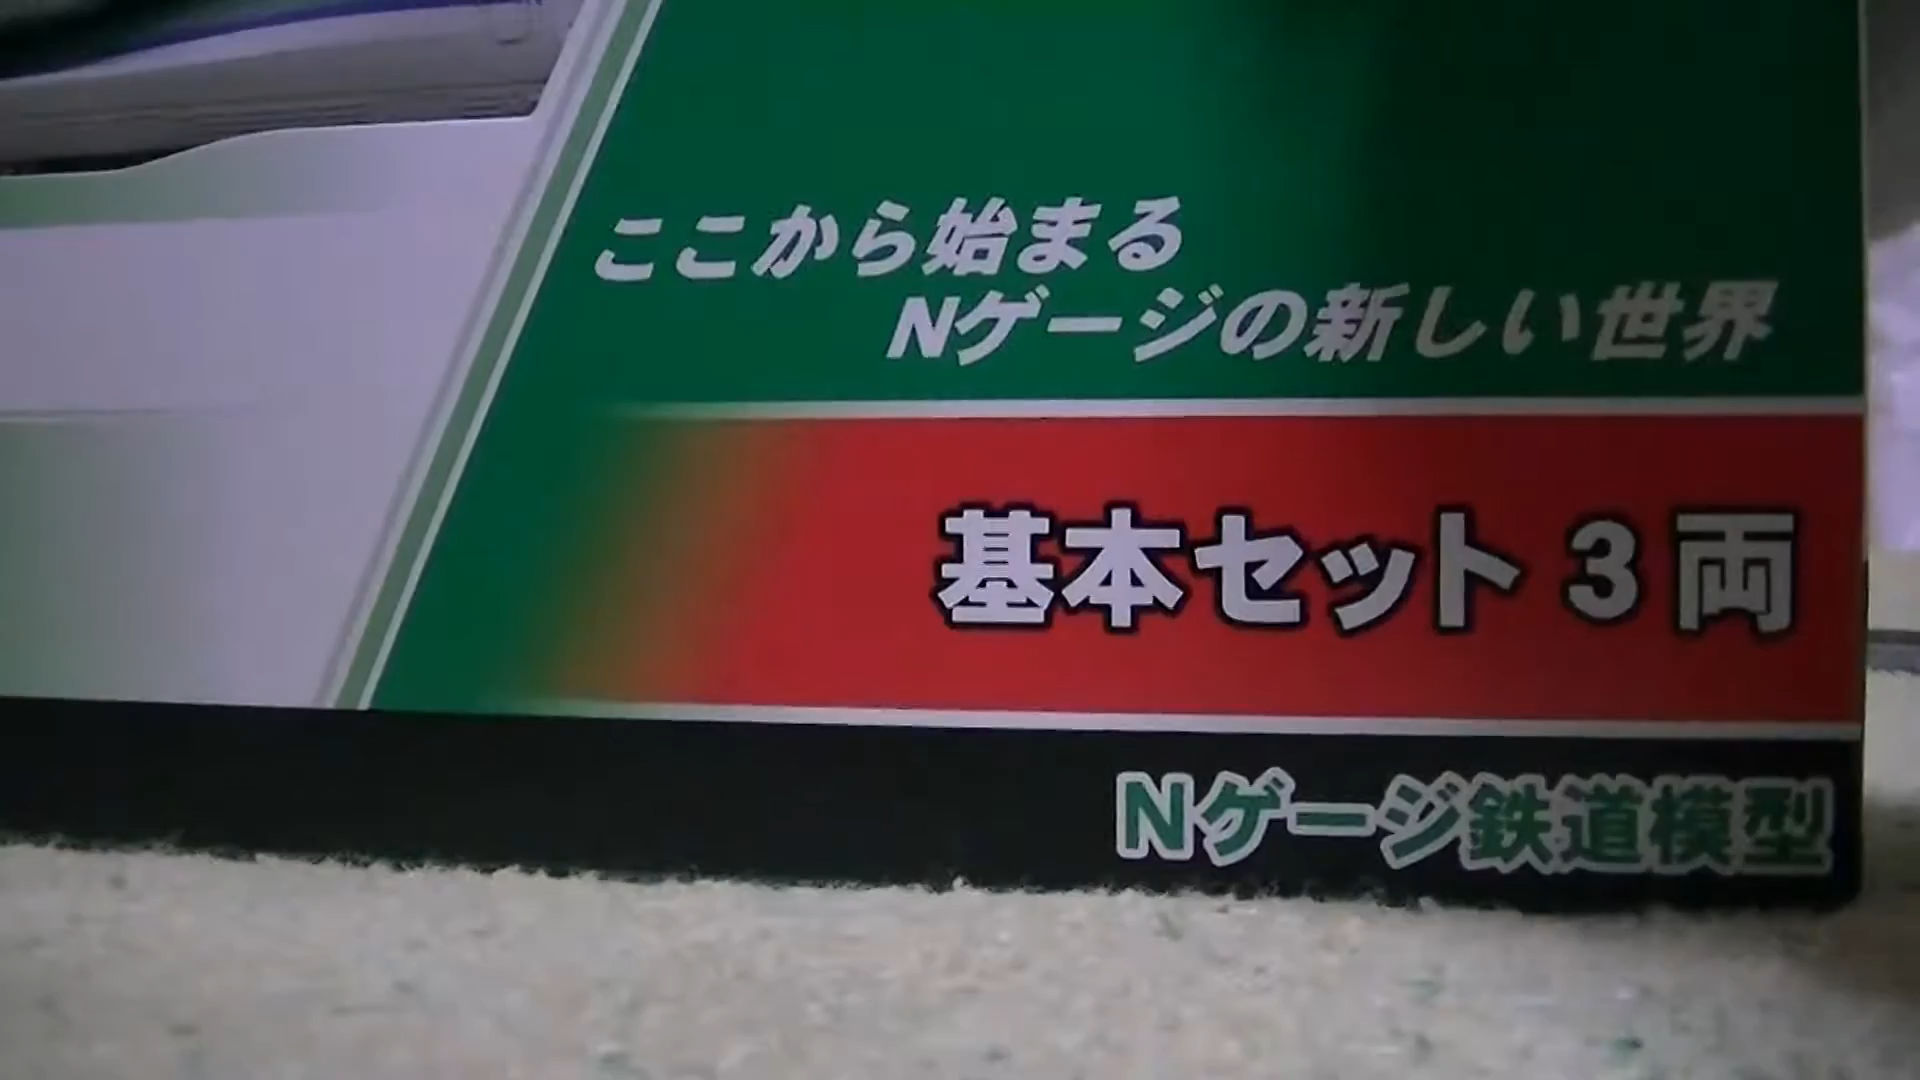 ここから始まる
Nゲージの新しい世界
基本セット3両
Nゲージ鉄道模型